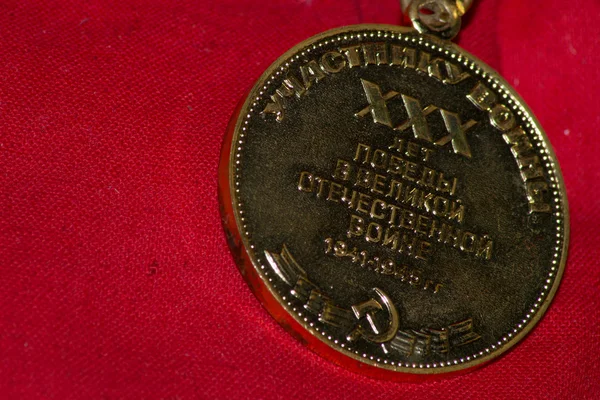 УЧАСТНИКУ ВОЙНЫ
XXX
ЛЕТ
ПОБЕДЫ
В ВЕЛИКОЙ
ОТЕЧЕСТВЕННОЙ
ВОЙНЕ
1941-1945 гг